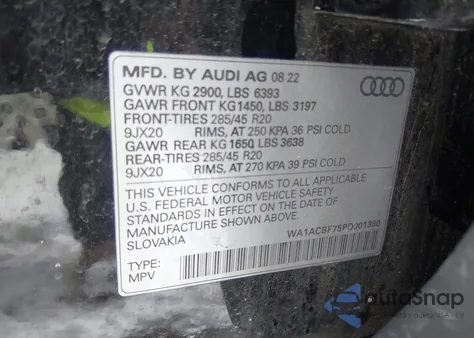 MFD. BY AUDI AG 08 22
GVWR KG 2900, LBS 6393
GAWR FRONT KG1450, LBS 3197
FRONT-TIRES 285/45 R20
9JX20 RIMS, AT 250 KPA 36 PSI COLD
GAWR REAR KG1650 LBS 3638
REAR-TIRES 285/45 R20
9JX20 RIMS, AT 270 KPA 39 PSI COLD
THIS VEHICLE CONFORMS TO ALL APPLICABLE
U.S. FEDERAL MOTOR VEHICLE SAFETY
STANDARDS IN EFFECT ON THE DATE OF
MANUFACTURE SHOWN ABOVE.
SLOVAKIA WA1ACBF75PD001380
TYPE:
MPV
autoSnap